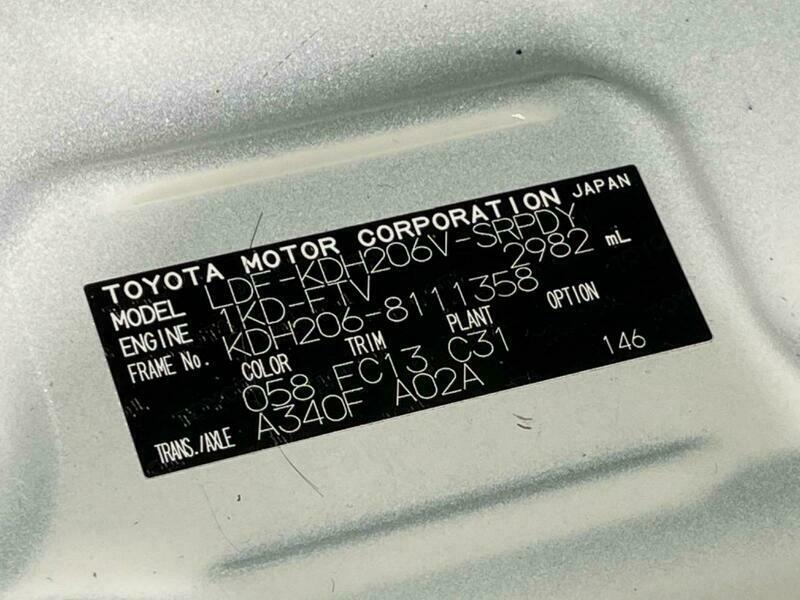 TOYOTA MOTOR CORPORATION JAPAN
MODEL LDF-KDH206V-SRPDY
ENGINE 1KD-FTV 2982 mL
FRAME No. KDH206-8111358
COLOR TRIM PLANT OPTION
058 FC13 C31 146
TRANS./AXLE A340F A02A